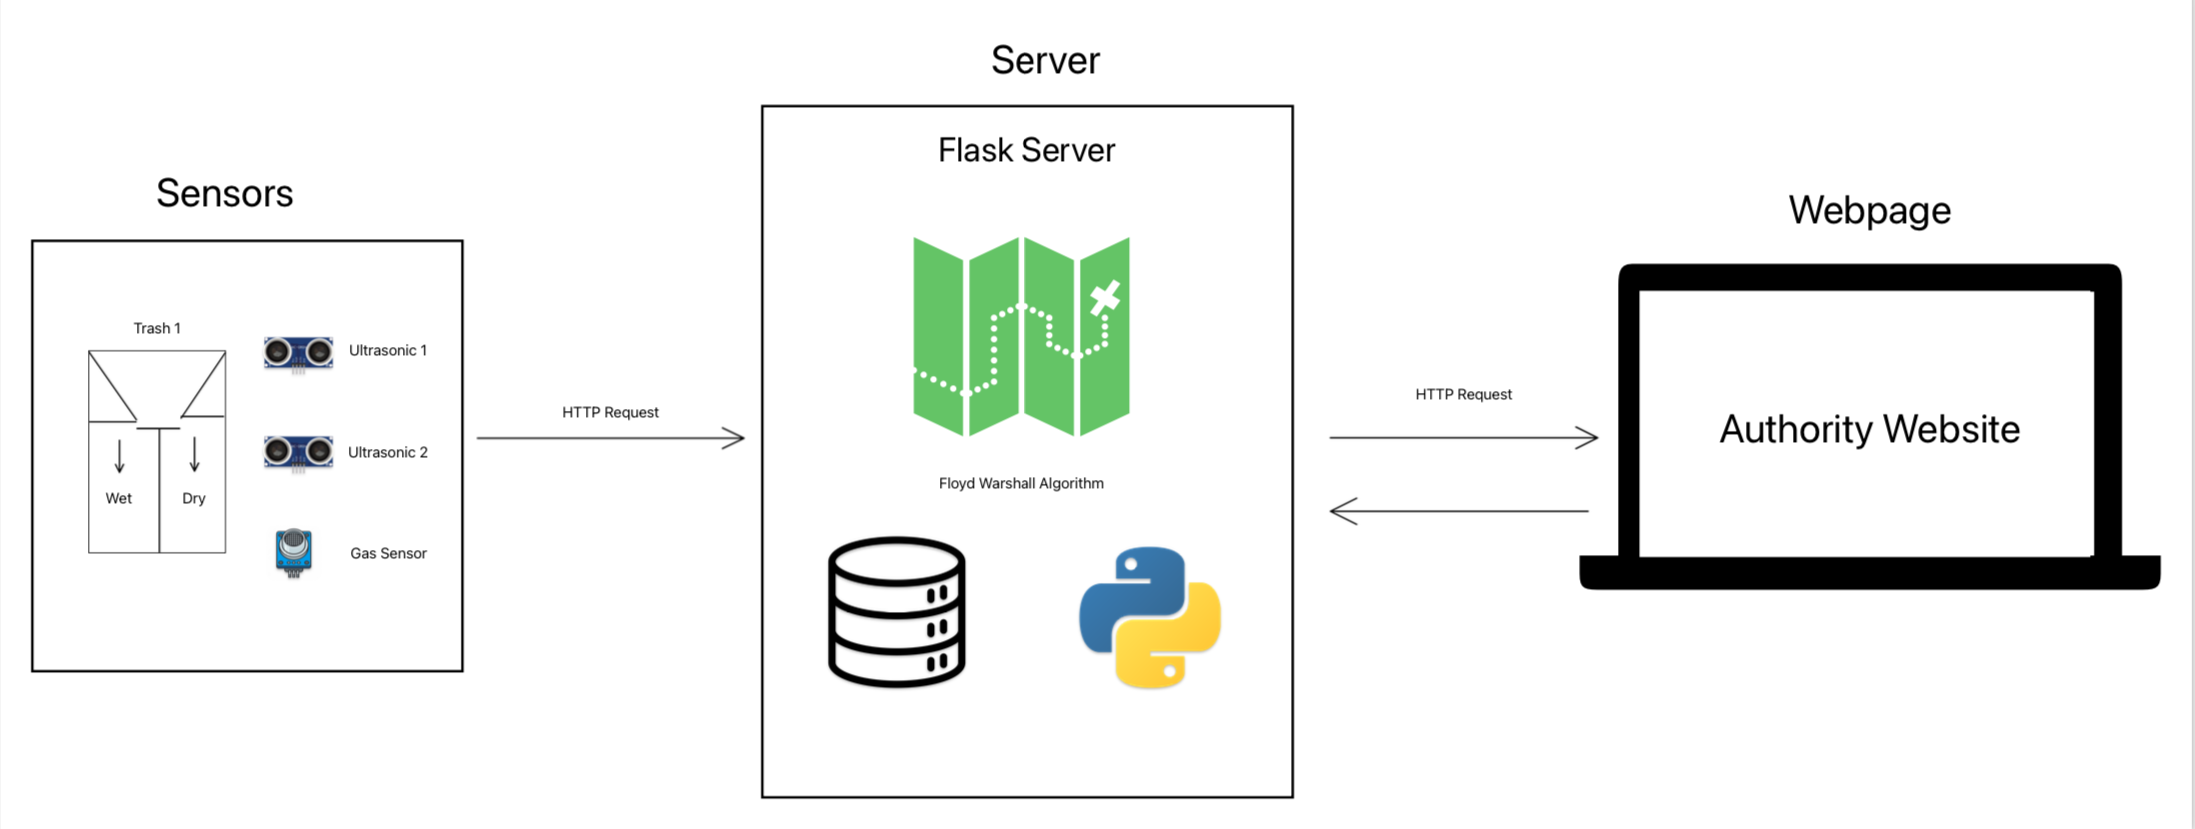 Sensors
Trash 1
Wet
Dry
Ultrasonic 1
Ultrasonic 2
Gas Sensor
HTTP Request
Server
Flask Server
Floyd Warshall Algorithm
HTTP Request
Webpage
Authority Website